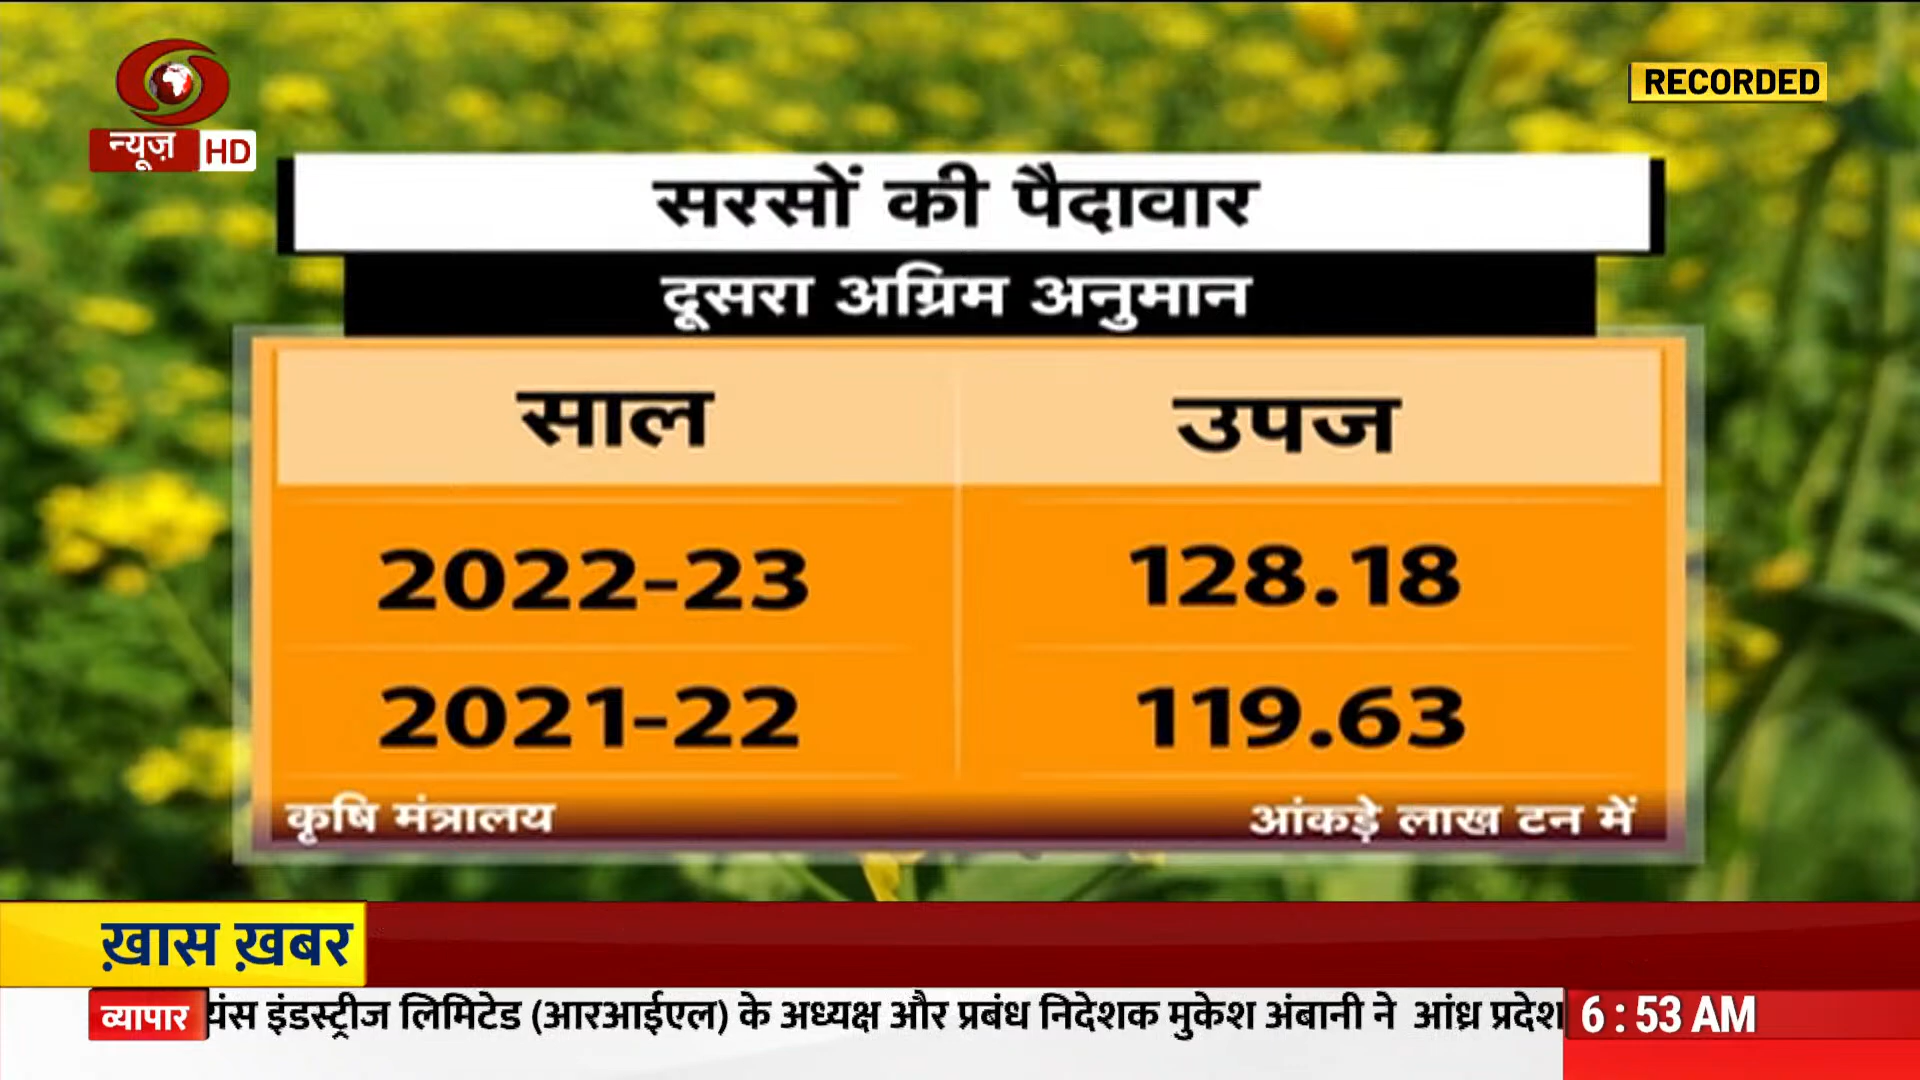 न्यूज़ HD
RECORDED
सरसों की पैदावार
दूसरा अग्रिम अनुमान
साल उपज
2022-23 128.18
2021-22 119.63
कृषि मंत्रालय आंकड़े लाख टन में
ख़ास ख़बर
व्यापार यंस इंडस्ट्रीज लिमिटेड (आरआईएल) के अध्यक्ष और प्रबंध निदेशक मुकेश अंबानी ने आंध्र प्रदेश 6:53 AM